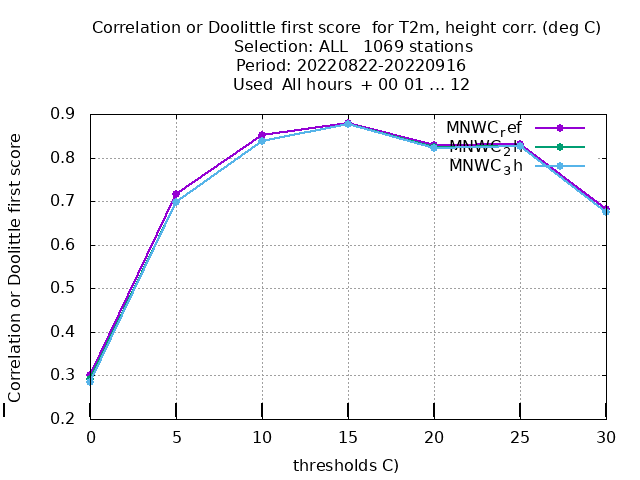 Correlation or Doolittle first score  for T2m, height corr. (deg C)
Selection: ALL   1069 stations
Period: 20220822-20220916
Used  All hours  + 00 01 ... 12
Correlation or Doolittle first score
0.9
0.8
0.7
0.6
0.5
0.4
0.3
0.2
MNWC_ref
MNWC_2h
MNWC_3h
0 5 10 15 20 25 30
thresholds C)